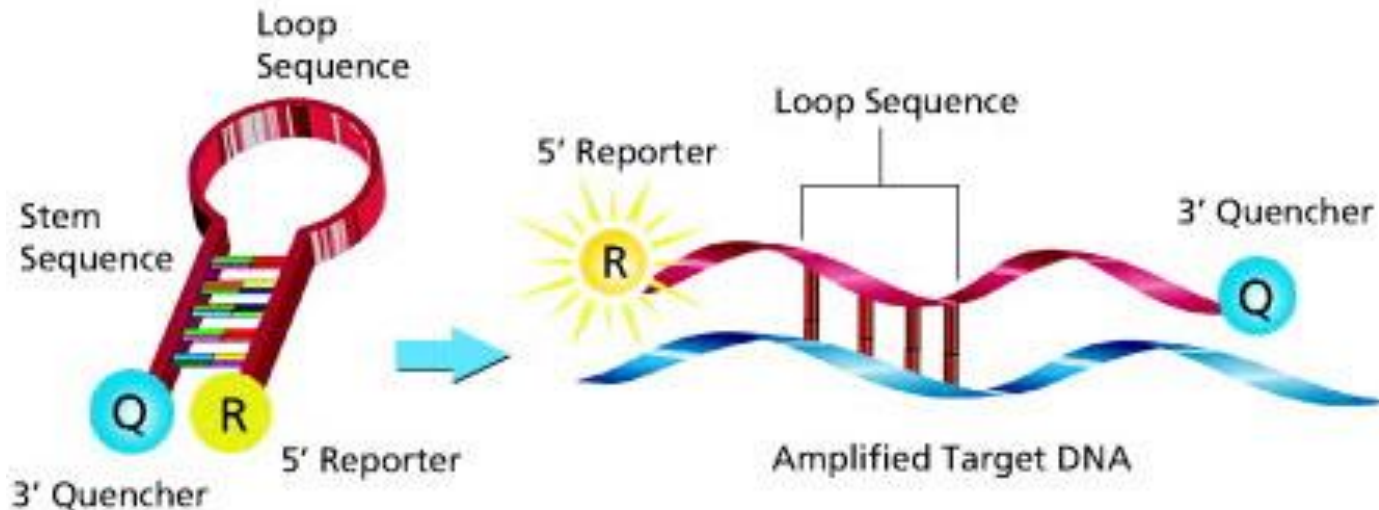 Loop
Sequence
Stem
Sequence
Q
R
5’ Reporter
3’ Quencher
Loop Sequence
5’ Reporter
R
3’ Quencher
Q
Amplified Target DNA